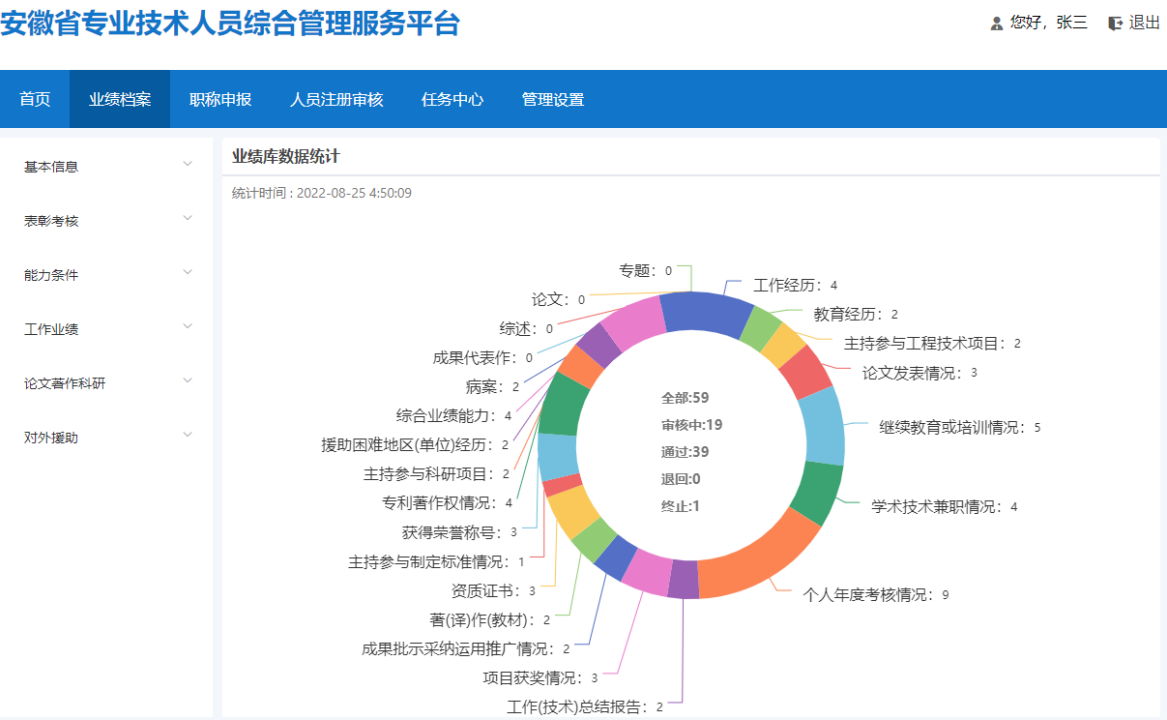 安徽省专业技术人员综合管理服务平台
您好，张三 退出
首页 业绩档案 职称申报 人员注册审核 任务中心 管理设置
基本信息
表彰考核
能力条件
工作业绩
论文著作科研
对外援助
业绩库数据统计
统计时间 : 2022-08-25 4:50:09
专题：0
工作经历：4
论文：0
教育经历：2
综述：0
主持参与工程技术项目：2
成果代表作：0
论文发表情况：3
病案：2
综合业绩能力：4
继续教育或培训情况：5
援助困难地区(单位)经历：2
主持参与科研项目：2
专利著作权情况：4
学术技术兼职情况：4
获得荣誉称号：3
主持参与制定标准情况：1
资质证书：3
个人年度考核情况：9
著(译)作(教材)：2
成果批示采纳运用推广情况：2
项目获奖情况：3
工作(技术)总结报告：2
全部:59
审核中:19
通过:39
退回:0
终止:1